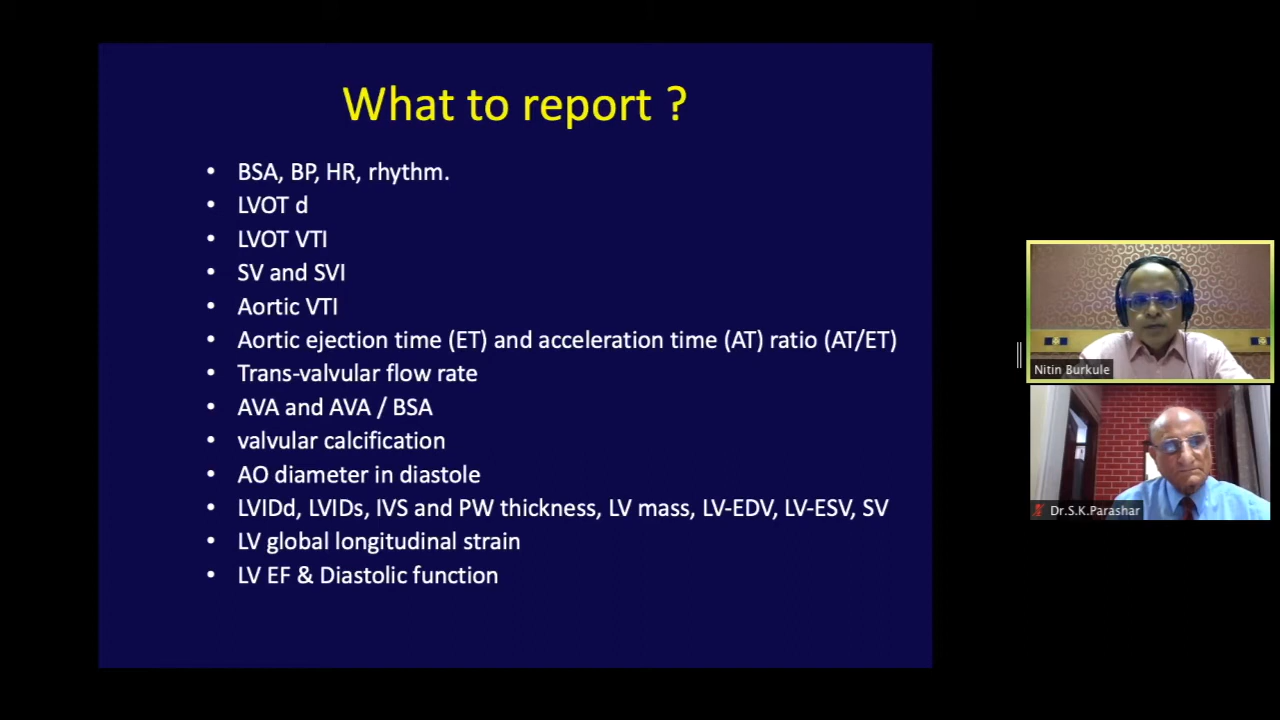 What to report ?
• BSA, BP, HR, rhythm.
• LVOT d
• LVOT VTI
• SV and SVI
• Aortic VTI
• Aortic ejection time (ET) and acceleration time (AT) ratio (AT/ET)
• Trans-valvular flow rate
• AVA and AVA / BSA
• valvular calcification
• AO diameter in diastole
• LVIDd, LVIDs, IVS and PW thickness, LV mass, LV-EDV, LV-ESV, SV
• LV global longitudinal strain
• LV EF & Diastolic function
Nitin Burkule
Dr.S.K.Parashar